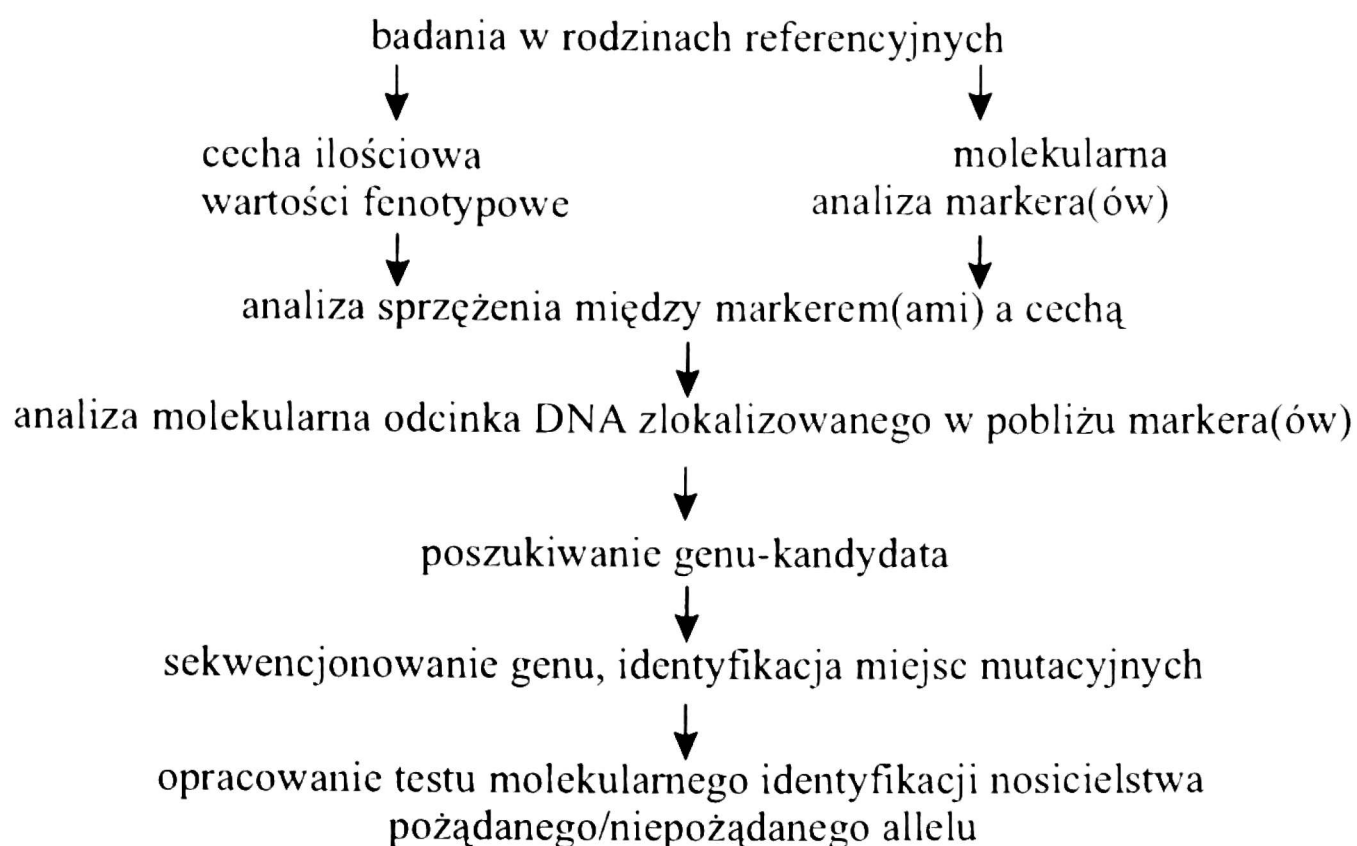 badania w rodzinach referencyjnych
cecha ilościowa
wartości fenotypowe
molekularna
analiza markera(ów)
analiza sprzężenia między markerem(ami) a cechą
analiza molekularna odcinka DNA zlokalizowanego w pobliżu markera(ów)
poszukiwanie genu-kandydata
sekwencjonowanie genu, identyfikacja miejsc mutacyjnych
opracowanie testu molekularnego identyfikacji nosicielstwa
pożądanego/niepożądanego allelu